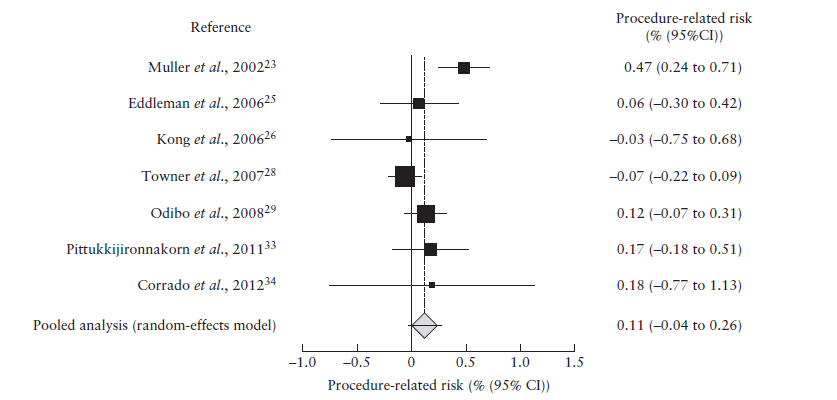 Reference
Procedure-related risk
(% (95%CI))
Muller et al., 2002²³ 0.47 (0.24 to 0.71)
Eddleman et al., 2006²⁵ 0.06 (–0.30 to 0.42)
Kong et al., 2006²⁶ –0.03 (–0.75 to 0.68)
Towner et al., 2007²⁸ –0.07 (–0.22 to 0.09)
Odibo et al., 2008²⁹ 0.12 (–0.07 to 0.31)
Pittukkijironnakorn et al., 2011³³ 0.17 (–0.18 to 0.51)
Corrado et al., 2012³⁴ 0.18 (–0.77 to 1.13)
Pooled analysis (random-effects model) 0.11 (–0.04 to 0.26)
–1.0 –0.5 0 0.5 1.0 1.5
Procedure-related risk (% (95% CI))